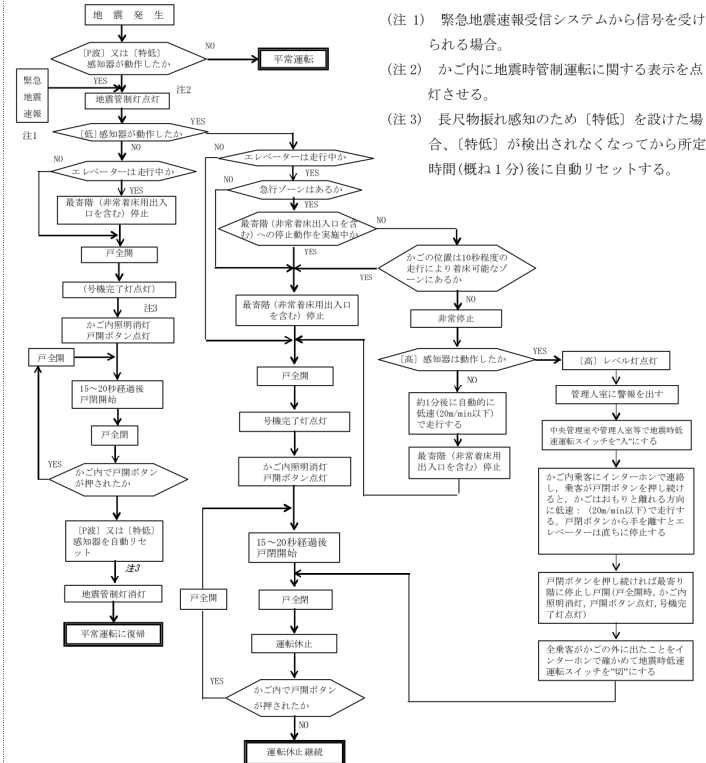 地 震 発 生
［P波］又は［特低］
感知器が動作したか
NO
平常運転
YES
緊急
地震
速報
注1
注2
地震管制灯点灯
［低］感知器が動作したか
YES
NO
NO
エレベーターは走行中か
YES
最寄階（非常着床用出入
口を含む）停止
戸全開
（号機完了灯点灯）
注3
かご内照明消灯
戸開ボタン点灯
戸全開
15～20秒経過後
戸閉開始
戸全閉
YES
かご内で戸開ボタン
が押されたか
［P波］又は［特低］
感知器を自動リセ
ット
注3
地震管制灯消灯
平常運転に復帰
NO
エレベーターは走行中か
YES
NO
急行ゾーンはあるか
YES
最寄階（非常着床出入口を含
む）への停止動作を実施中か
NO
YES
かごの位置は10秒程度の
走行により着床可能なゾ
ーンにあるか
YES
NO
最寄階（非常着床用出入口
を含む）停止
戸全開
号機完了灯点灯
かご内照明消灯
戸開ボタン点灯
15～20秒経過後
戸閉開始
戸全開
戸全閉
運転休止
YES
かご内で戸開ボタン
が押されたか
NO
運転休止継続
非常停止
［高］感知器は動作したか
YES
NO
約1分後に自動的に
低速(20m/min以下)
で走行する
最寄階（非常着床用
出入口を含む）停止
［高］レベル灯点灯
管理人室に警報を出す
中央管理室や管理人室等で地震時低
速運転スイッチを“入”にする
かご内乗客にインターホンで連絡
し，乗客が戸閉ボタンを押し続け
ると，かごはおもりと離れる方向
に低速：（20m/min以下)で走行す
る。戸閉ボタンから手を離すとエ
レベーターは直ちに停止する
戸閉ボタンを押し続ければ最寄り
階に停止し戸開(戸全開時，かご内
照明消灯，戸開ボタン点灯，号機完
了灯点灯)
全乗客がかごの外に出たことをイ
ンターホンで確かめて地震時低速
運転スイッチを“切”にする
(注 1) 緊急地震速報受信システムから信号を受け
られる場合。
(注 2) かご内に地震時管制運転に関する表示を点
灯させる。
(注 3) 長尺物振れ感知のため〔特低〕を設けた場
合、〔特低〕が検出されなくなってから所定
時間(概ね 1 分)後に自動リセットする。